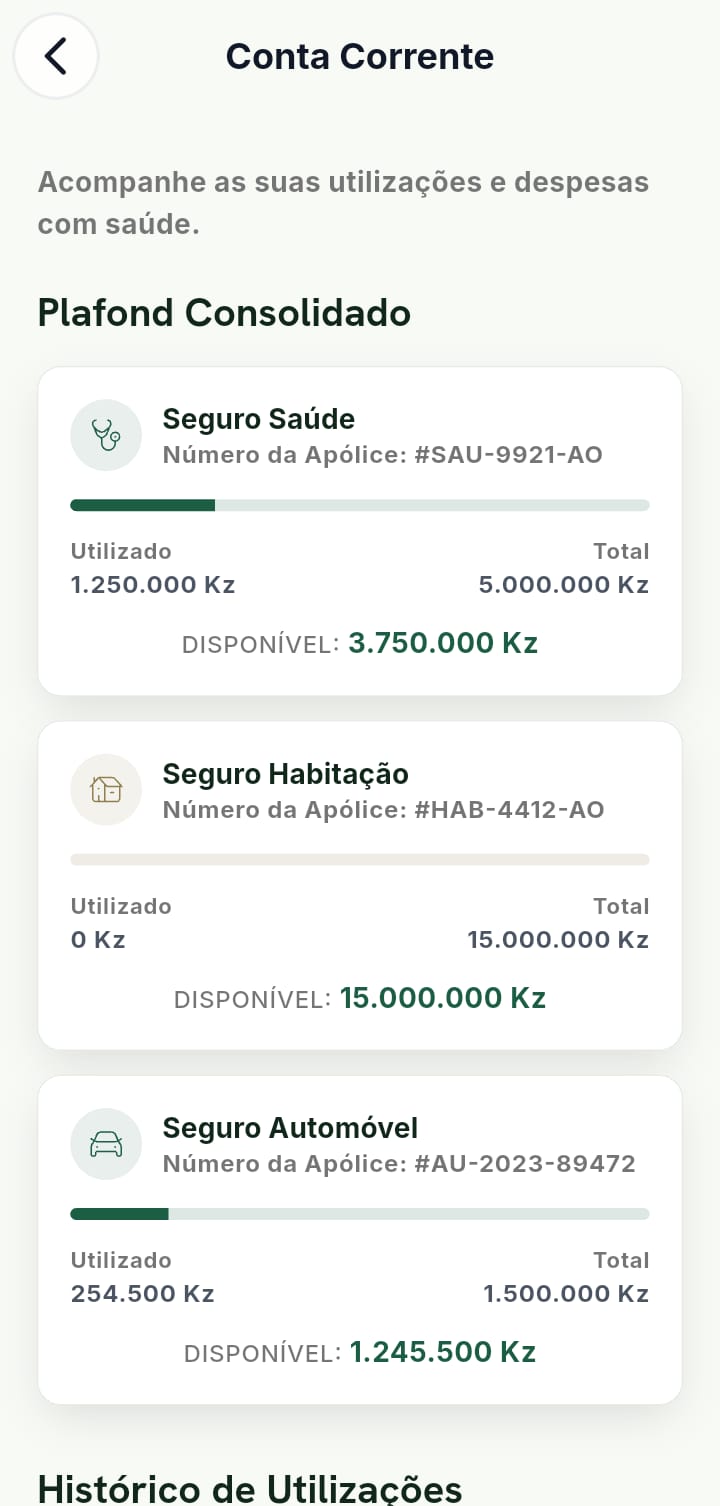 Conta Corrente
Acompanhe as suas utilizações e despesas
com saúde.
Plafond Consolidado
Seguro Saúde
Número da Apólice: #SAU-9921-AO
Utilizado Total
1.250.000 Kz 5.000.000 Kz
DISPONÍVEL: 3.750.000 Kz
Seguro Habitação
Número da Apólice: #HAB-4412-AO
Utilizado Total
0 Kz 15.000.000 Kz
DISPONÍVEL: 15.000.000 Kz
Seguro Automóvel
Número da Apólice: #AU-2023-89472
Utilizado Total
254.500 Kz 1.500.000 Kz
DISPONÍVEL: 1.245.500 Kz
Histórico de Utilizações